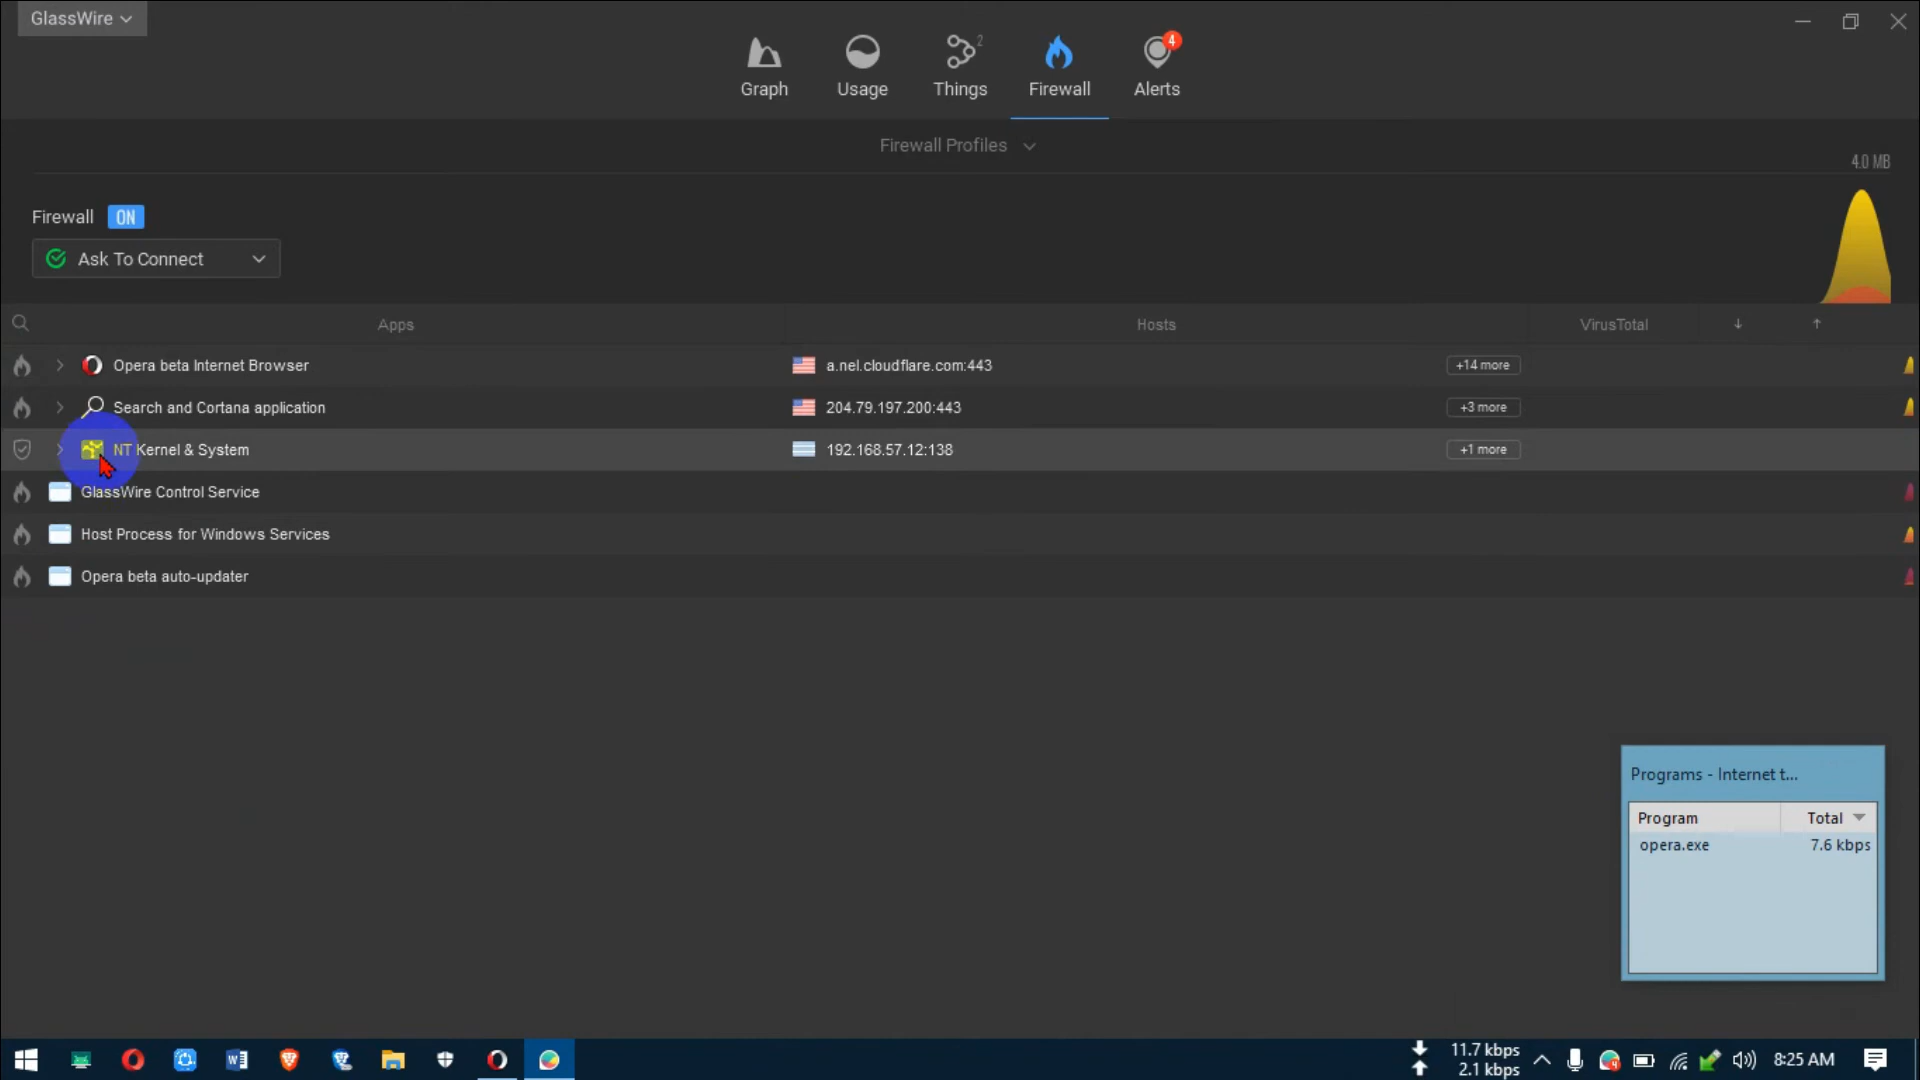 GlassWire
Graph
Usage
Things
2
Firewall
Alerts
4
Firewall Profiles
4.0 MB
Firewall ON
Ask To Connect
Apps
Hosts
VirusTotal
Opera beta Internet Browser
a.nel.cloudflare.com:443
+14 more
Search and Cortana application
204.79.197.200:443
+3 more
NT Kernel & System
192.168.57.12:138
+1 more
GlassWire Control Service
Host Process for Windows Services
Opera beta auto-updater
Programs - Internet t...
Program Total
opera.exe 7.6 kbps
11.7 kbps
2.1 kbps
4
8:25 AM